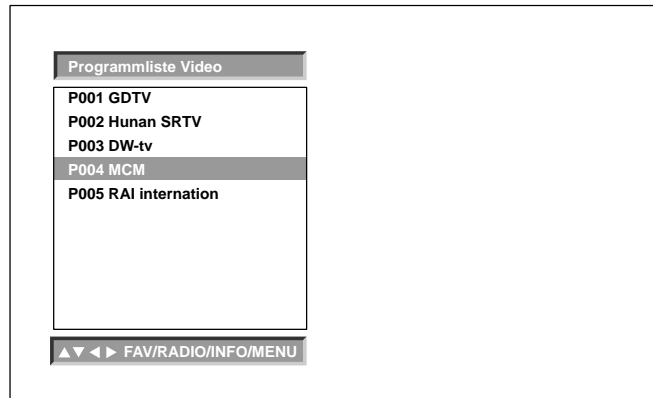 Programmliste Video
P001 GDTV
P002 Hunan SRTV
P003 DW-tv
P004 MCM
P005 RAI internation
▲▼◀▶ FAV/RADIO/INFO/MENU